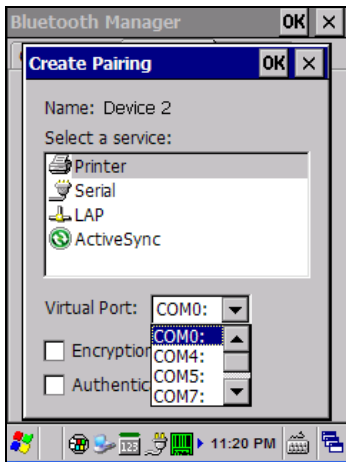 Bluetooth Manager OK
Create Pairing OK
Name: Device 2
Select a service:
Printer
Serial
LAP
ActiveSync
Virtual Port: COM0:
COM0:
Encryption
COM4:
COM5:
Authentic
COM7:
123 11:20 PM